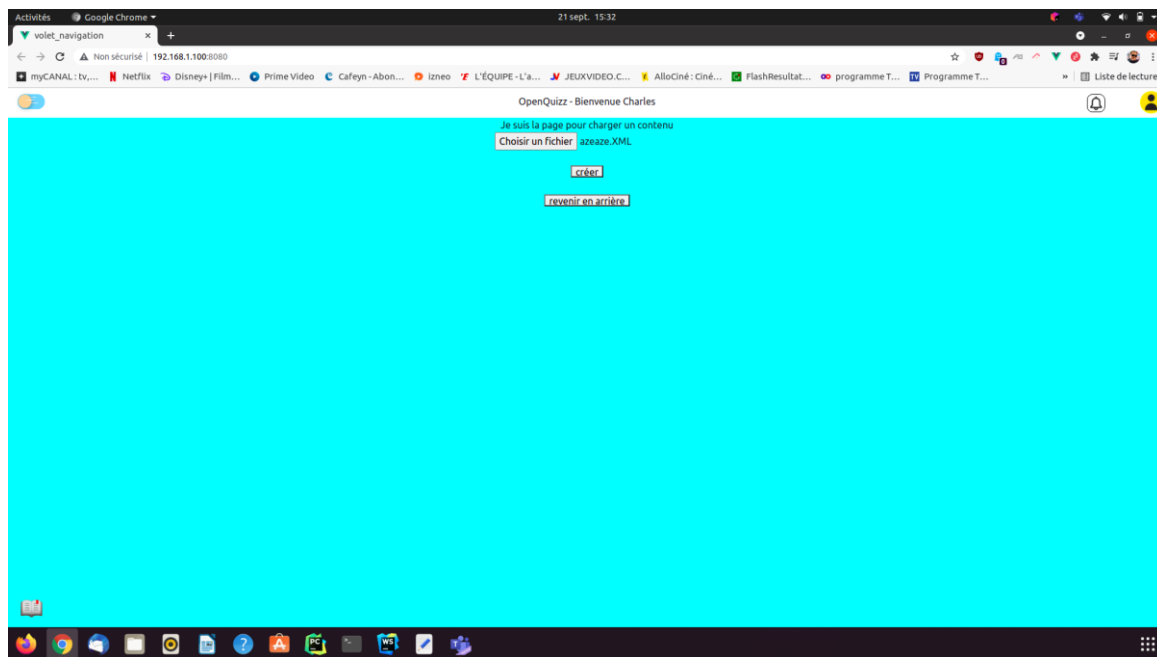 Activités Google Chrome 21 sept. 15:32
volet_navigation
Non sécurisé 192.168.1.100:8080
myCANAL : tv,... Netflix Disney+ | Film... Prime Video Cafeyn - Abon... izneo L'ÉQUIPE - L'a... JEUXVIDEO.C... AlloCiné : Ciné... FlashResultat... programme T... Programme T... » Liste de lecture
OpenQuizz - Bienvenue Charles
Je suis la page pour charger un contenu
Choisir un fichier azeaze.XML
créer
revenir en arrière